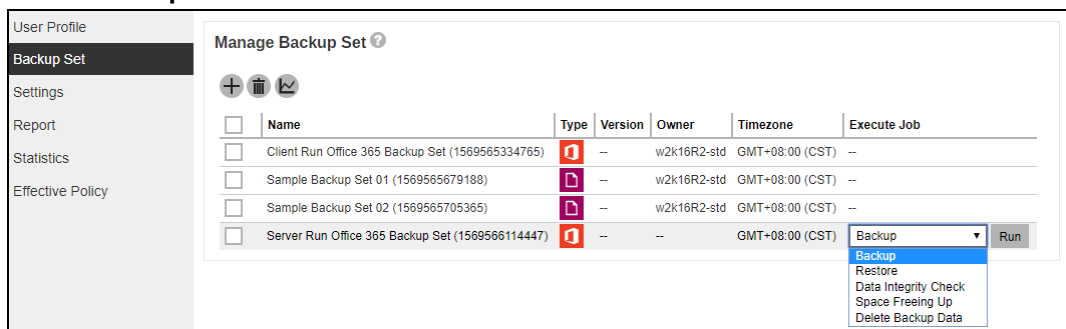 User Profile
Backup Set
Settings
Report
Statistics
Effective Policy
Manage Backup Set ?
Name Type Version Owner Timezone Execute Job
Client Run Office 365 Backup Set (1569565334765) -- w2k16R2-std GMT+08:00 (CST) --
Sample Backup Set 01 (1569565679188) -- w2k16R2-std GMT+08:00 (CST) --
Sample Backup Set 02 (1569565705365) -- w2k16R2-std GMT+08:00 (CST) --
Server Run Office 365 Backup Set (1569566114447) -- -- GMT+08:00 (CST) Backup Run
Backup
Restore
Data Integrity Check
Space Freeing Up
Delete Backup Data